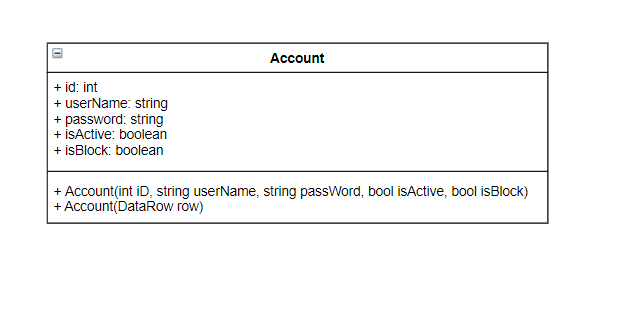 Account
+ id: int
+ userName: string
+ password: string
+ isActive: boolean
+ isBlock: boolean
+ Account(int iD, string userName, string passWord, bool isActive, bool isBlock)
+ Account(DataRow row)